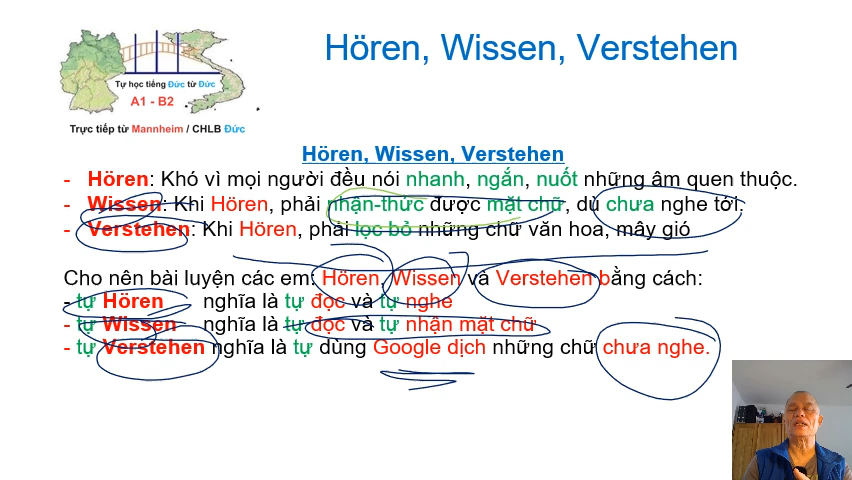 Hören, Wissen, Verstehen
Tự học tiếng Đức từ Đức
A1 - B2
Trực tiếp từ Mannheim / CHLB Đức
Hören, Wissen, Verstehen
- Hören: Khó vì mọi người đều nói nhanh, ngắn, nuốt những âm quen thuộc.
- Wissen: Khi Hören, phải nhận-thức được mặt chữ, dù chưa nghe tới.
- Verstehen: Khi Hören, phải lọc bỏ những chữ văn hoa, mây gió
Cho nên bài luyện các em: Hören, Wissen và Verstehen bằng cách:
- tự Hören nghĩa là tự đọc và tự nghe
- tự Wissen nghĩa là tự đọc và tự nhận mặt chữ
- tự Verstehen nghĩa là tự dùng Google dịch những chữ chưa nghe.